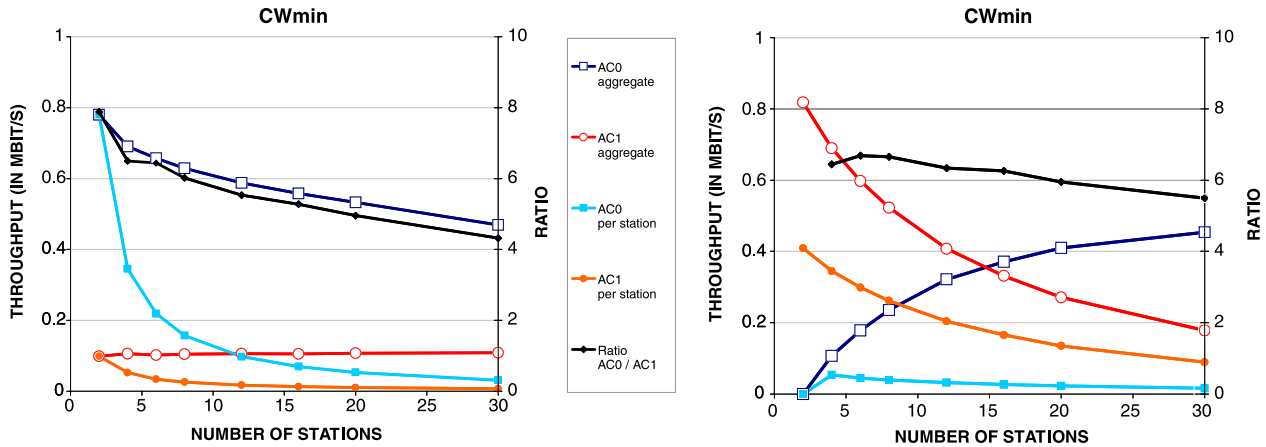 CWmin
1
0.8
0.6
0.4
0.2
0
THROUGHPUT (IN MBIT/S)
10
8
6
4
2
0
RATIO
0 5 10 15 20 25 30
NUMBER OF STATIONS
AC0
aggregate
AC1
aggregate
AC0
per station
AC1
per station
Ratio
AC0 / AC1
CWmin
1
0.8
0.6
0.4
0.2
0
THROUGHPUT (IN MBIT/S)
10
8
6
4
2
0
RATIO
0 5 10 15 20 25 30
NUMBER OF STATIONS